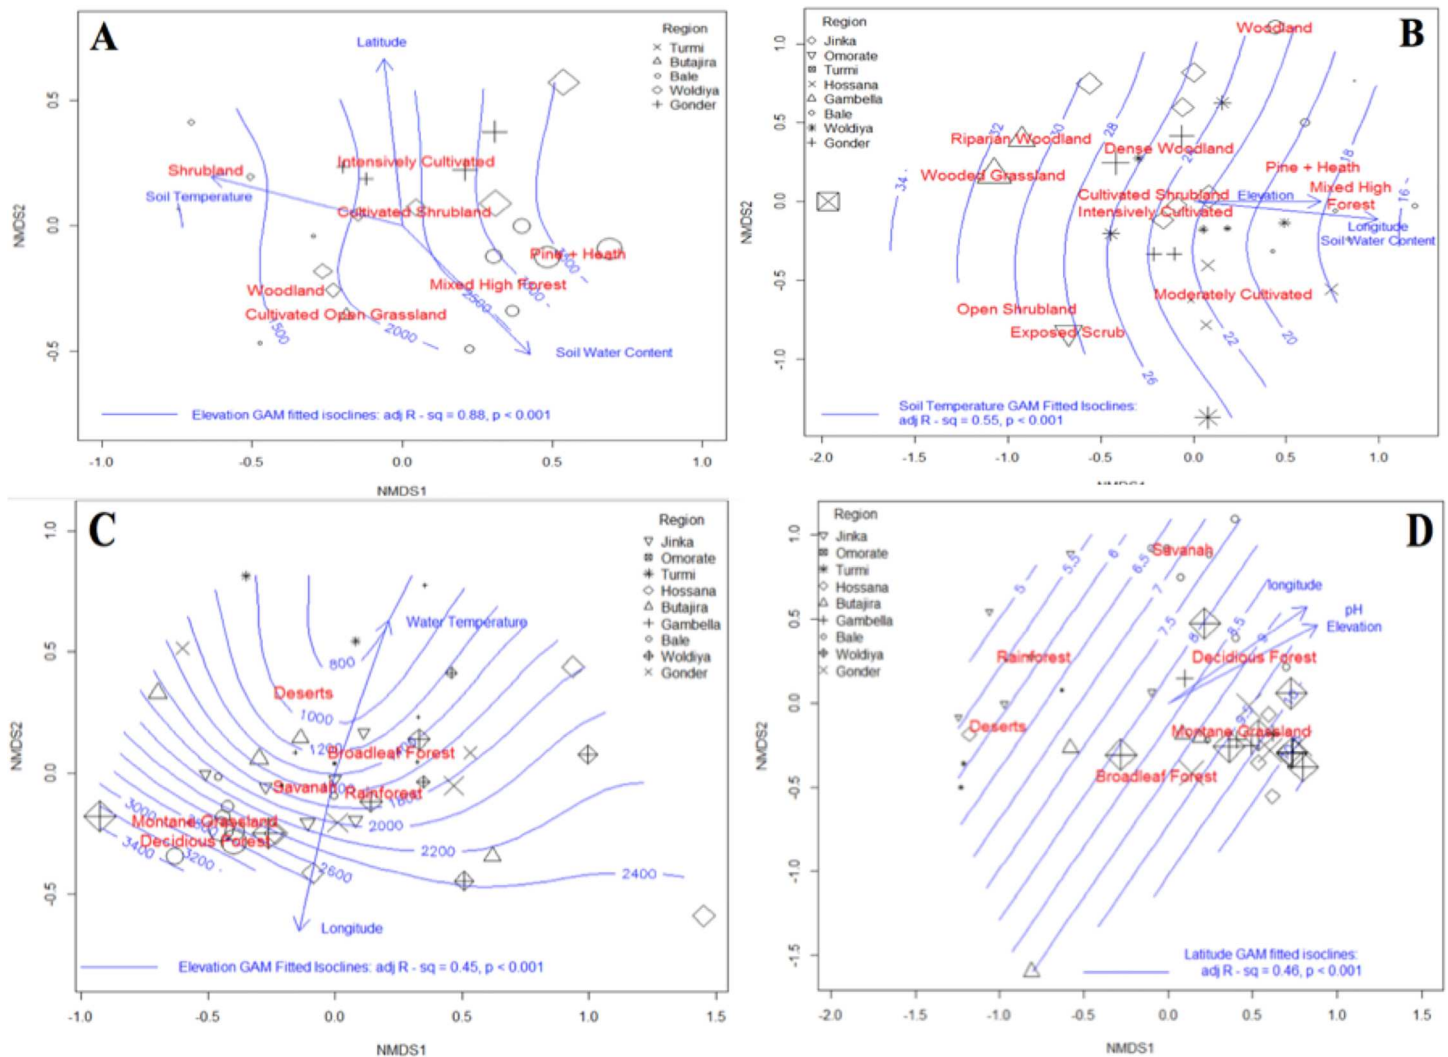 A
Region
Turmi
Butajira
Bale
Woldiya
Gonder
Latitude
Shrubland
Soil Temperature
Intensively Cultivated
Cultivated Shrubland
Pine + Heath
Mixed High Forest
Woodland
Cultivated Open Grassland
Soil Water Content
1500
2000
2500
Elevation GAM fitted isoclines: adj R - sq = 0.88, p < 0.001
NMDS2
0.5
0.0
-0.5
-1.0
-0.5
0.0
0.5
1.0
NMDS1
B
Region
Jinka
Omorate
Turmi
Hossana
Gambella
Bale
Woldiya
Gonder
Woodland
Riparian Woodland
Dense Woodland
Wooded Grassland
Pine + Heath
Mixed High
Forest
Cultivated Shrubland
Elevation
Intensively Cultivated
Longitude
Soil Water Content
Moderately Cultivated
Open Shrubland
Exposed Scrub
34
32
30
28
26
22
20
18
16
Soil Temperature GAM Fitted Isoclines:
adj R - sq = 0.55, p < 0.001
NMDS2
1.0
0.5
0.0
-0.5
-1.0
-2.0
-1.5
-1.0
-0.5
0.0
0.5
1.0
C
Region
Jinka
Omorate
Turmi
Hossana
Butajira
Gambella
Bale
Woldiya
Gonder
Water Temperature
Deserts
Broadleaf Forest
Savanah
Rainforest
Montane Grassland
Decidious Forest
Longitude
800
1000
1200
1800
2000
2200
2400
2600
3000
3200
3400
Elevation GAM Fitted Isoclines: adj R - sq = 0.45, p < 0.001
NMDS2
1.0
0.5
0.0
-0.5
-1.0
-0.5
0.0
0.5
1.0
1.5
NMDS1
D
Region
Jinka
Omorate
Turmi
Hossana
Butajira
Gambella
Bale
Woldiya
Gonder
Savanah
longitude
pH
Elevation
Rainforest
Decidious Forest
Deserts
Montane Grassland
Broadleaf Forest
5
5.5
6
6.5
7
7.5
8
8.5
9
9.5
Latitude GAM fitted isoclines:
adj R - sq = 0.46, p < 0.001
NMDS2
1.0
0.5
0.0
-0.5
-1.0
-1.5
-2.0
-1.5
-1.0
-0.5
0.0
0.5
1.0
1.5
NMDS1